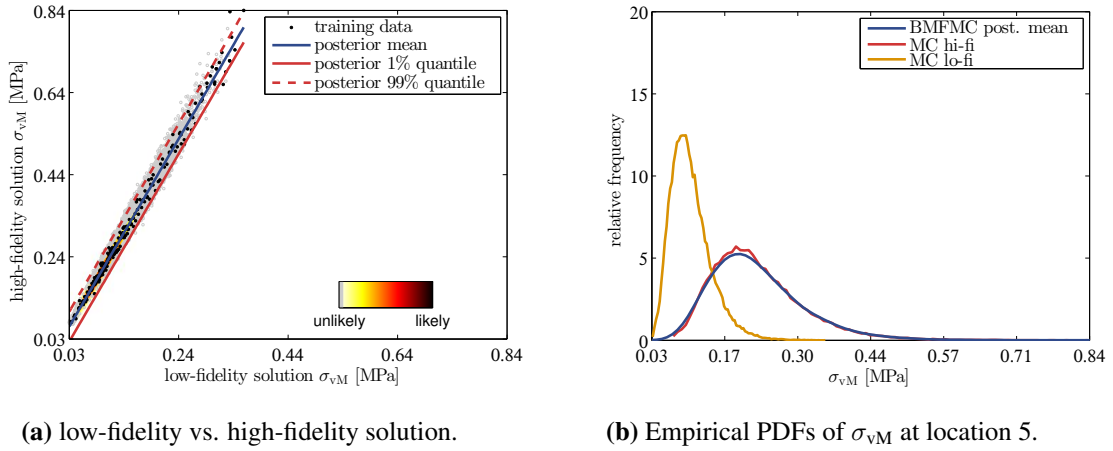 0.84
0.64
0.44
0.24
0.03
high-fidelity solution σvM [MPa]
training data
posterior mean
posterior 1% quantile
posterior 99% quantile
unlikely
likely
0.03 0.24 0.44 0.64 0.84
low-fidelity solution σvM [MPa]
(a) low-fidelity vs. high-fidelity solution.
20
15
10
5
0
relative frequency
BMFMC post. mean
MC hi-fi
MC lo-fi
0.03 0.17 0.30 0.44 0.57 0.71 0.84
σvM [MPa]
(b) Empirical PDFs of σvM at location 5.